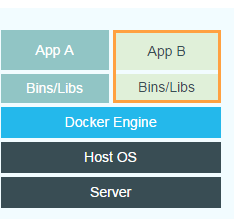 App A
App B
Bins/Libs
Bins/Libs
Docker Engine
Host OS
Server